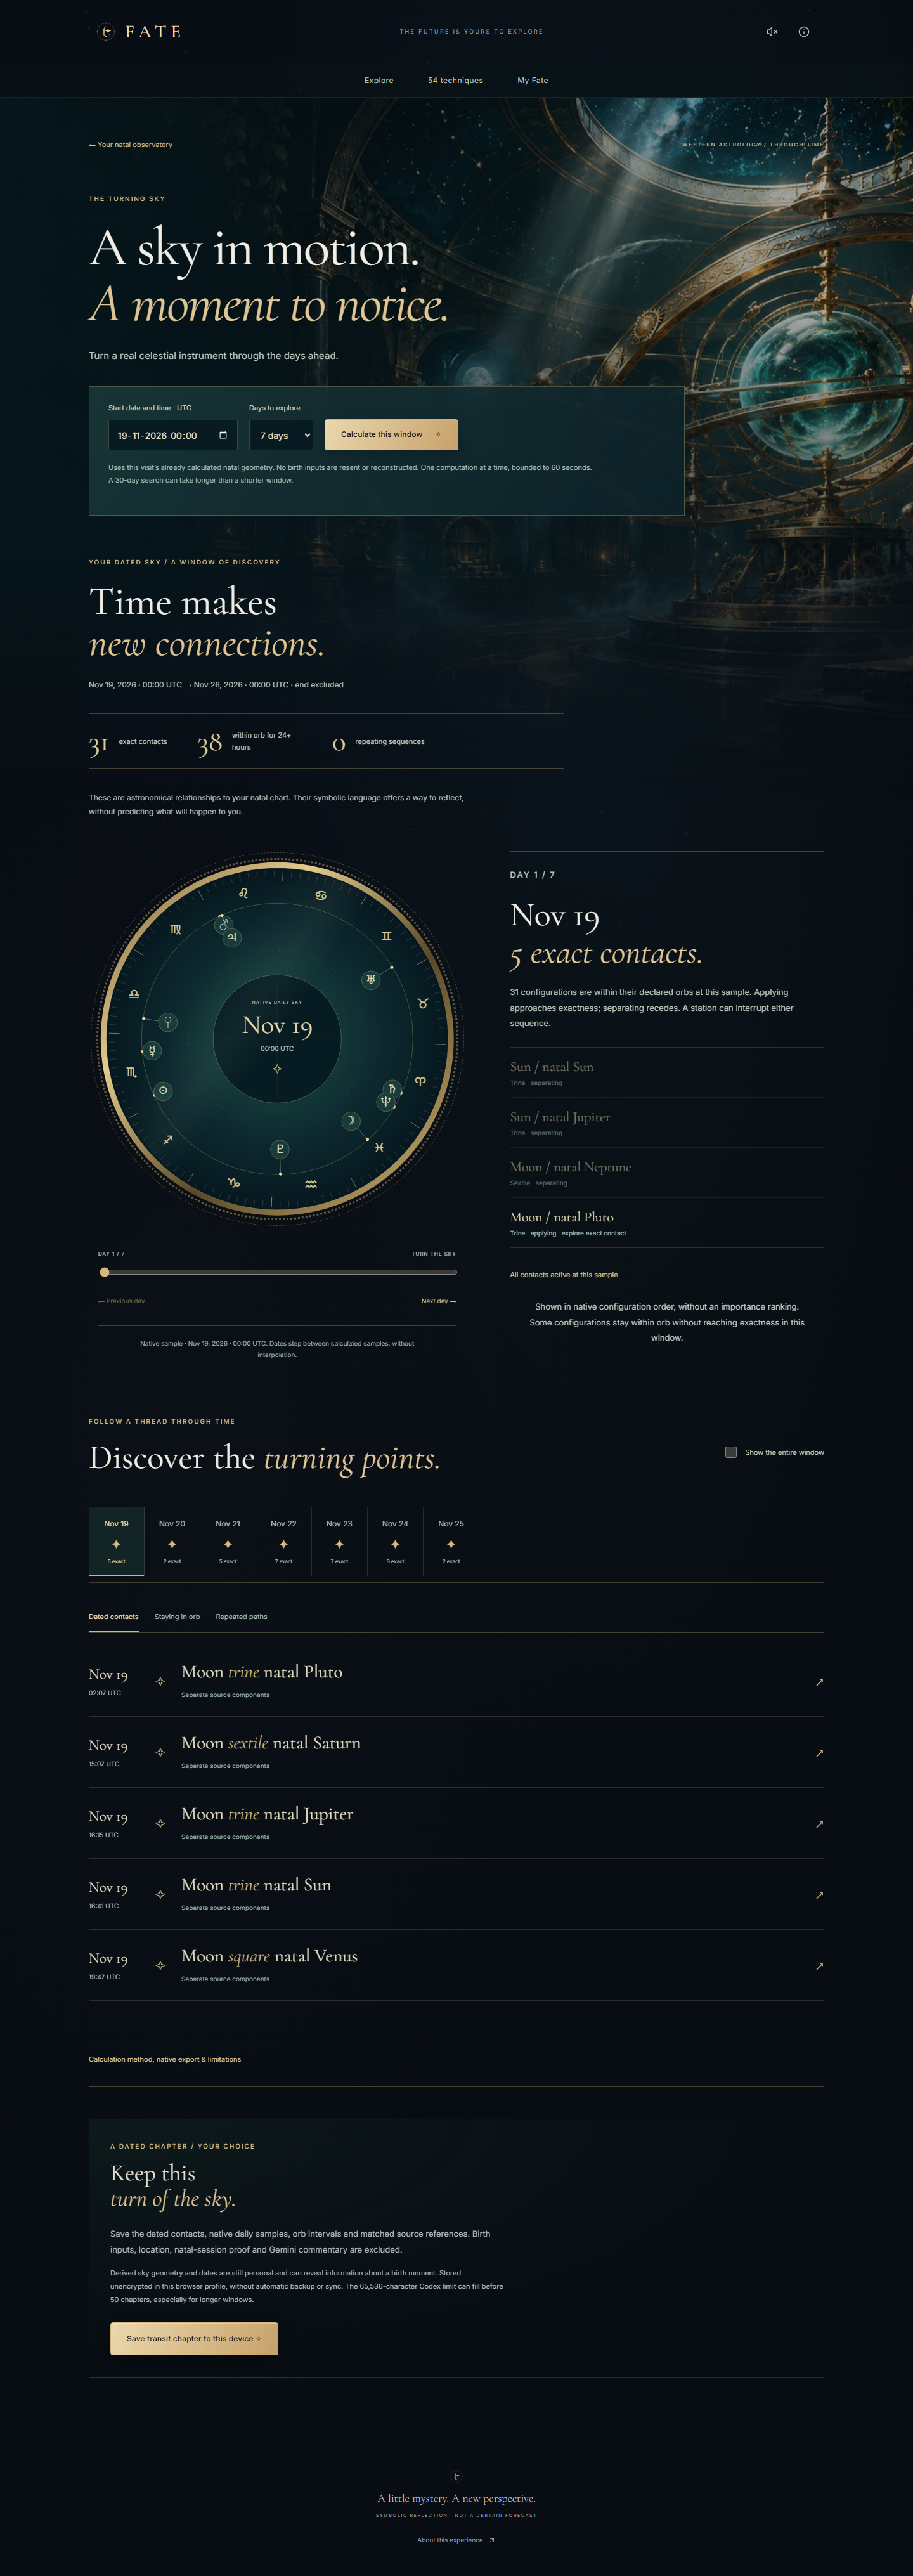 FATE
THE FUTURE IS YOURS TO EXPLORE
Explore
54 techniques
My Fate
← Your natal observatory
WESTERN ASTROLOGY / THROUGH TIME
THE TURNING SKY
A sky in motion.
A moment to notice.
Turn a real celestial instrument through the days ahead.
Start date and time · UTC
Days to explore
19-11-2026 00:00
7 days
Calculate this window ✧
Uses this visit's already calculated natal geometry. No birth inputs are resent or reconstructed. One computation at a time, bounded to 60 seconds.
A 30-day search can take longer than a shorter window.
YOUR DATED SKY / A WINDOW OF DISCOVERY
Time makes
new connections.
Nov 19, 2026 · 00:00 UTC → Nov 26, 2026 · 00:00 UTC · end excluded
31 exact contacts
38 within orb for 24+
hours
0 repeating sequences
These are astronomical relationships to your natal chart. Their symbolic language offers a way to reflect,
without predicting what will happen to you.
♌ ♋ ♍ ♊ ♎ ♉ ♏ ♈ ♐ ♓ ♑ ♒
♂ ♃ ♅ ♀ ☿ ☉ ♄ ♆ ☽ ♇
NATIVE DAILY SKY
Nov 19
00:00 UTC
✧
DAY 1 / 7
TURN THE SKY
← Previous day
Next day →
Native sample · Nov 19, 2026 · 00:00 UTC. Dates step between calculated samples, without
interpolation.
DAY 1 / 7
Nov 19
5 exact contacts.
31 configurations are within their declared orbs at this sample. Applying
approaches exactness; separating recedes. A station can interrupt either
sequence.
Sun / natal Sun
Trine · separating
Sun / natal Jupiter
Trine · separating
Moon / natal Neptune
Sextile · separating
Moon / natal Pluto
Trine · applying · explore exact contact
All contacts active at this sample
Shown in native configuration order, without an importance ranking.
Some configurations stay within orb without reaching exactness in this
window.
FOLLOW A THREAD THROUGH TIME
Discover the turning points.
Show the entire window
Nov 19
✦
5 exact
Nov 20
✦
2 exact
Nov 21
✦
5 exact
Nov 22
✦
7 exact
Nov 23
✦
7 exact
Nov 24
✦
3 exact
Nov 25
✦
2 exact
Dated contacts
Staying in orb
Repeated paths
Nov 19
02:07 UTC
✧
Moon trine natal Pluto
Separate source components
↗
Nov 19
15:07 UTC
✧
Moon sextile natal Saturn
Separate source components
↗
Nov 19
16:15 UTC
✧
Moon trine natal Jupiter
Separate source components
↗
Nov 19
16:41 UTC
✧
Moon trine natal Sun
Separate source components
↗
Nov 19
19:47 UTC
✧
Moon square natal Venus
Separate source components
↗
Calculation method, native export & limitations
A DATED CHAPTER / YOUR CHOICE
Keep this
turn of the sky.
Save the dated contacts, native daily samples, orb intervals and matched source references. Birth
inputs, location, natal-session proof and Gemini commentary are excluded.
Derived sky geometry and dates are still personal and can reveal information about a birth moment. Stored
unencrypted in this browser profile, without automatic backup or sync. The 65,536-character Codex limit can fill before
50 chapters, especially for longer windows.
Save transit chapter to this device ✧
A little mystery. A new perspective.
SYMBOLIC REFLECTION · NOT A CERTAIN FORECAST
About this experience ↗